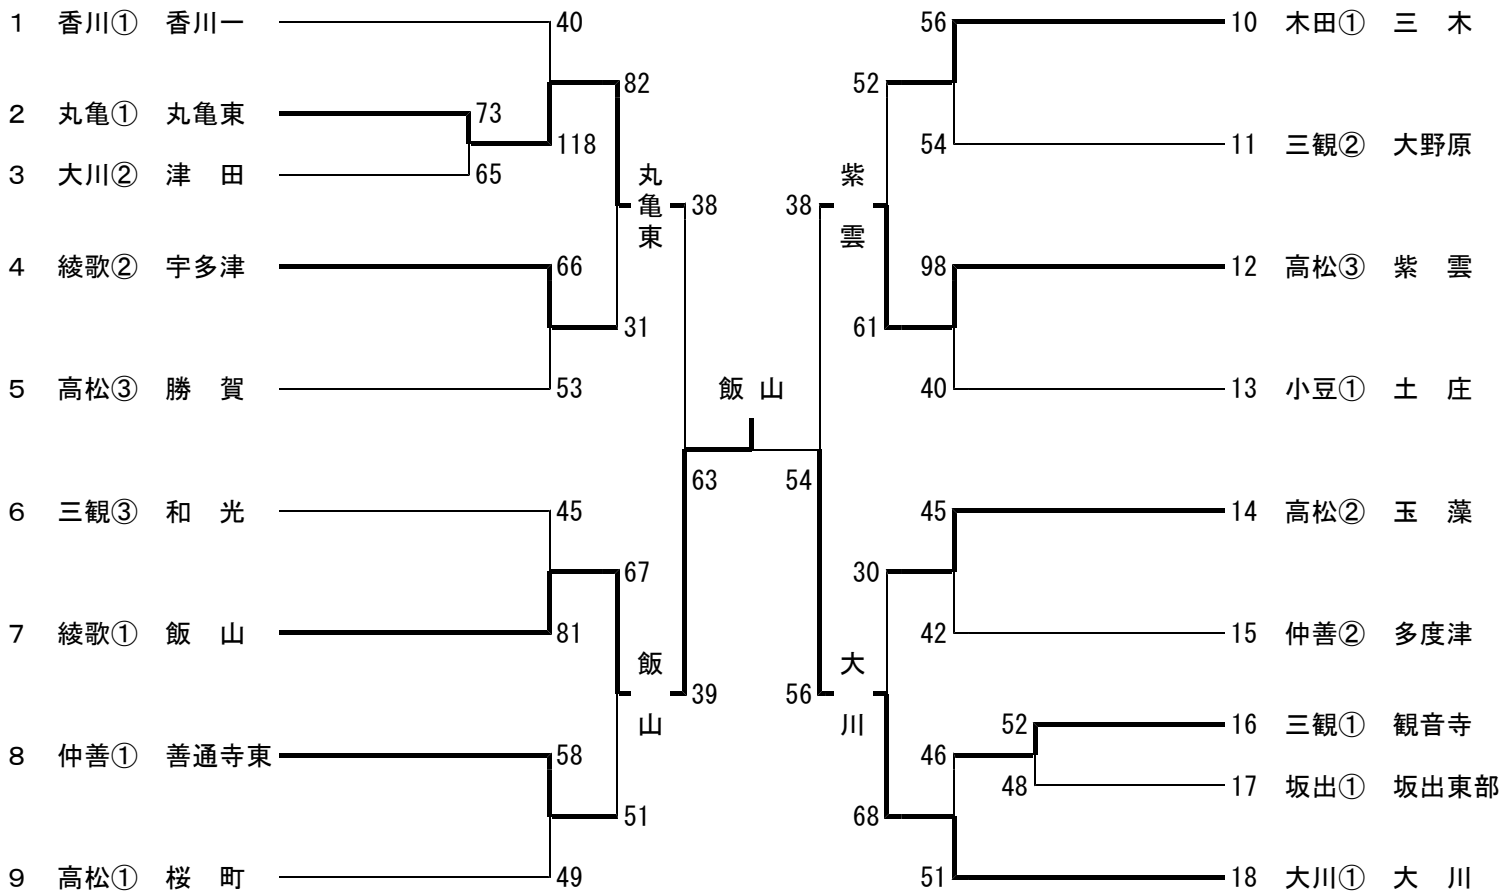 1 香川① 香川一 40 56 10 木田① 三 木
82 52
2 丸亀① 丸亀東 73
118 54 11 三観② 大野原
3 大川② 津 田 65
丸亀東 38 38 紫雲
4 綾歌② 宇多津 66 98 12 高松③ 紫 雲
31 61
5 高松③ 勝 賀 53 飯 山 40 13 小豆① 土 庄
63 54
6 三観③ 和 光 45 45 14 高松② 玉 藻
67 30
7 綾歌① 飯 山 81 42 15 仲善② 多度津
飯山 39 56 大川
52 16 三観① 観音寺
8 仲善① 善通寺東 58 46
48 17 坂出① 坂出東部
51 68
9 高松① 桜 町 49 51 18 大川① 大 川